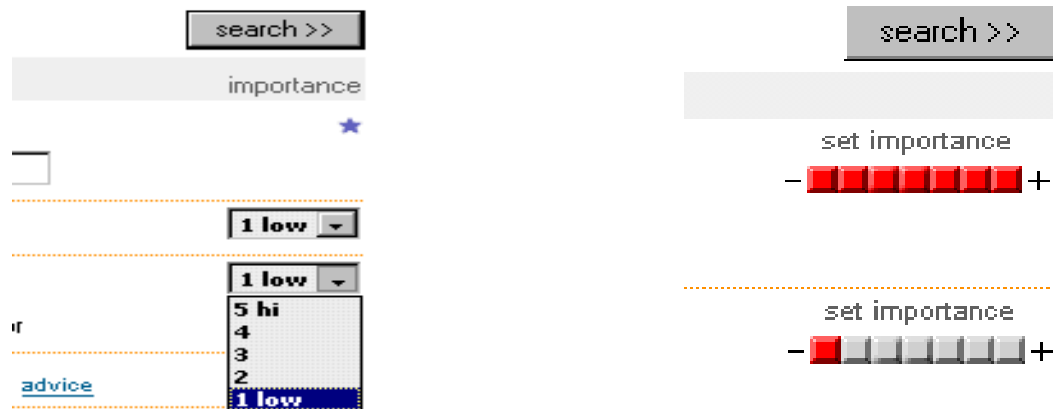 search >>
importance
1 low
1 low
5 hi
4
or
3
2
advice
1 low
search >>
set importance
- +
set importance
- +